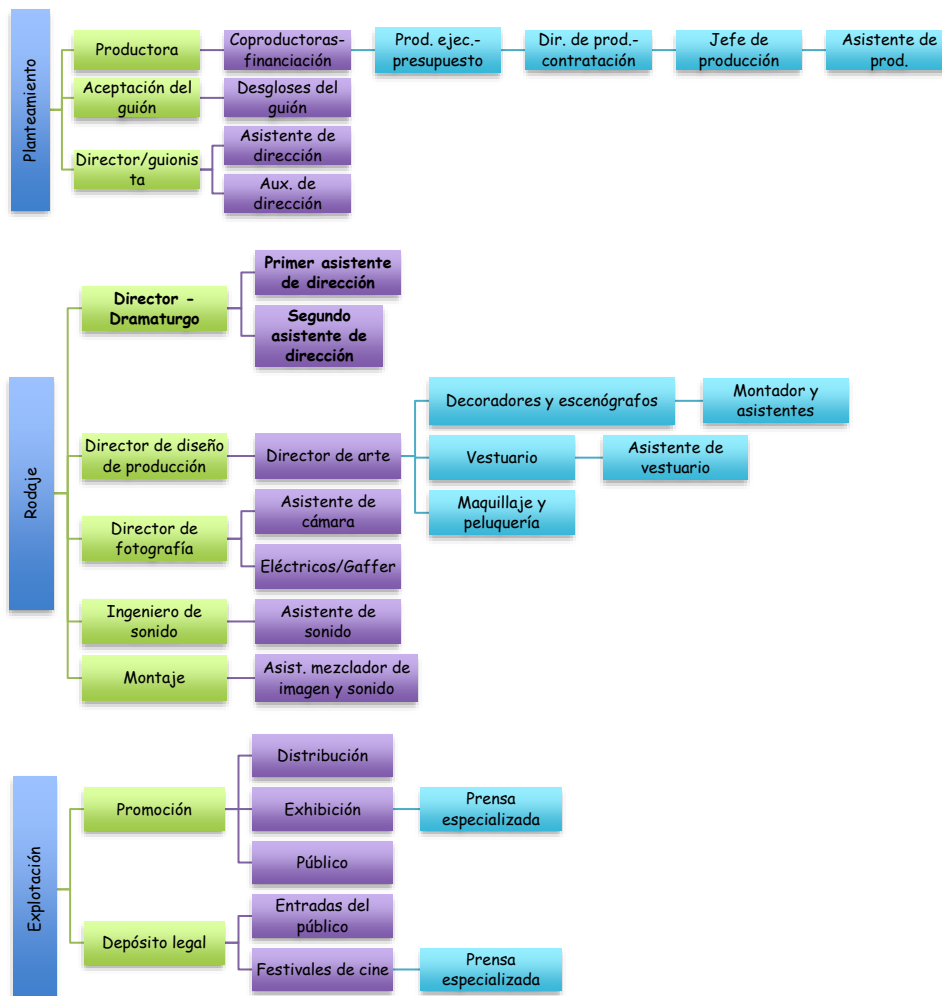 Planteamiento
Productora
Coproductoras-
financiación
Prod. ejec.-
presupuesto
Dir. de prod.-
contratación
Jefe de
producción
Asistente de
prod.
Aceptación del
guión
Desgloses del
guión
Director/guionis
ta
Asistente de
dirección
Aux. de
dirección
Rodaje
Director -
Dramaturgo
Primer asistente
de dirección
Segundo
asistente de
dirección
Director de diseño
de producción
Director de arte
Decoradores y escenógrafos
Montador y
asistentes
Vestuario
Asistente de
vestuario
Maquillaje y
peluquería
Director de
fotografía
Asistente de
cámara
Eléctricos/Gaffer
Ingeniero de
sonido
Asistente de
sonido
Montaje
Asist. mezclador de
imagen y sonido
Explotación
Promoción
Distribución
Exhibición
Prensa
especializada
Público
Depósito legal
Entradas del
público
Festivales de cine
Prensa
especializada